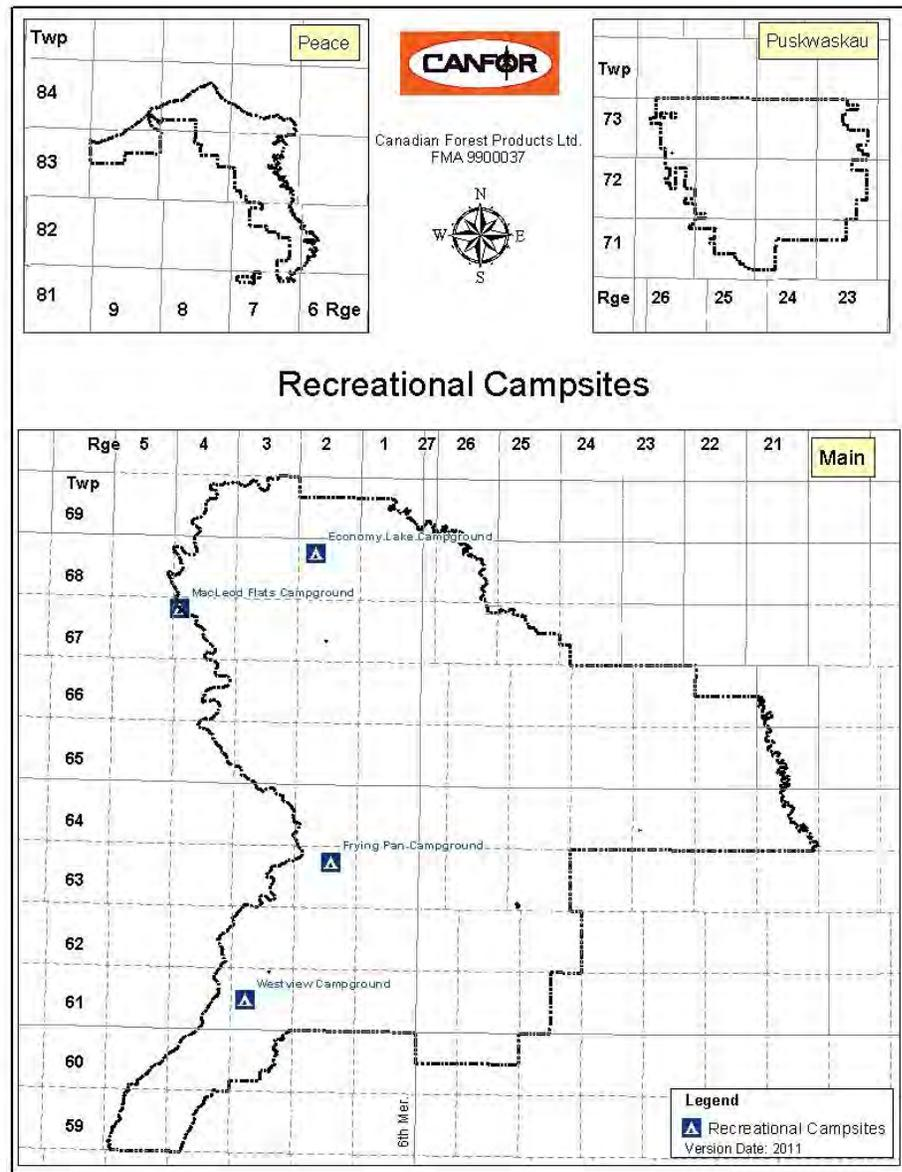 Twp
Peace
84
83
82
81
9 8 7 6 Rge
CANFOR
Canadian Forest Products Ltd.
FMA 9900037
N
W E
S
Puskwaskau
Twp
73
72
71
Rge 26 25 24 23
Recreational Campsites
Rge 5 4 3 2 1 27 26 25 24 23 22 21
Main
Twp
69
Economy Lake Campground
68
MacLeod Flats Campground
67
66
65
64
Frying Pan Campground
63
62
Westview Campground
61
60
59
6th Mer.
Legend
Recreational Campsites
Version Date: 2011